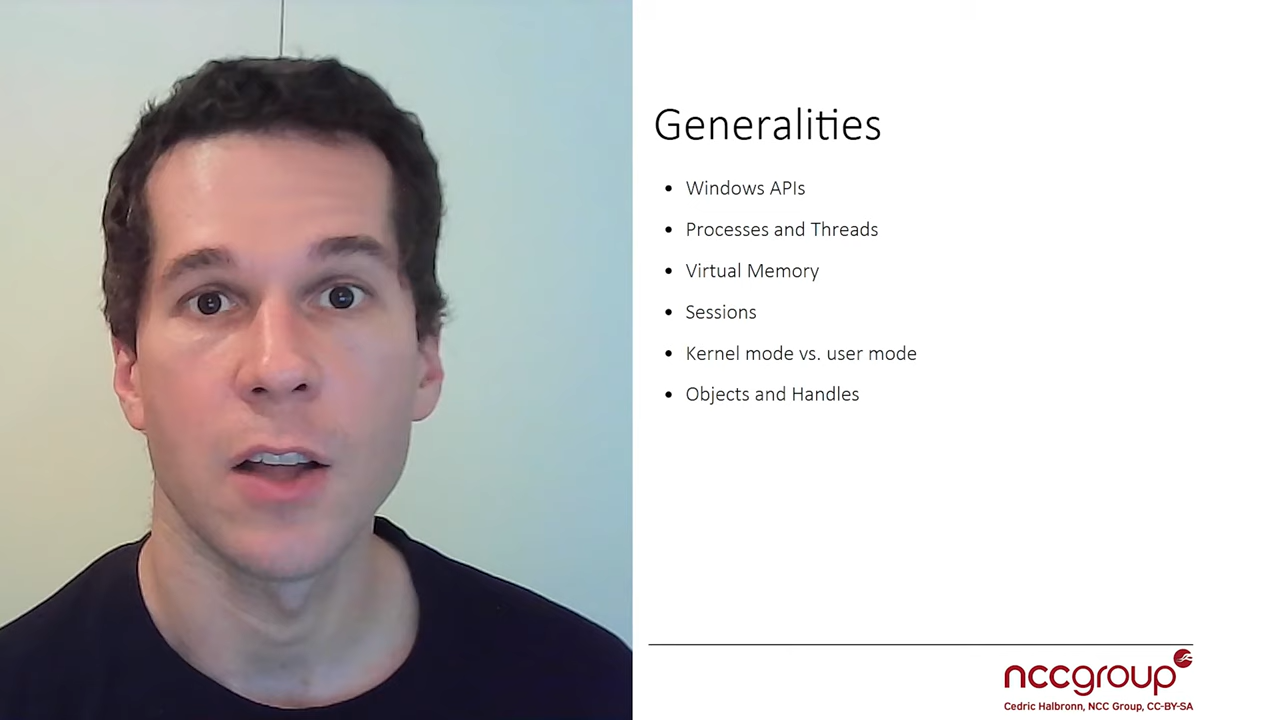 Generalities
• Windows APIs
• Processes and Threads
• Virtual Memory
• Sessions
• Kernel mode vs. user mode
• Objects and Handles
nccgroup
Cedric Halbronn, NCC Group, CC-BY-SA